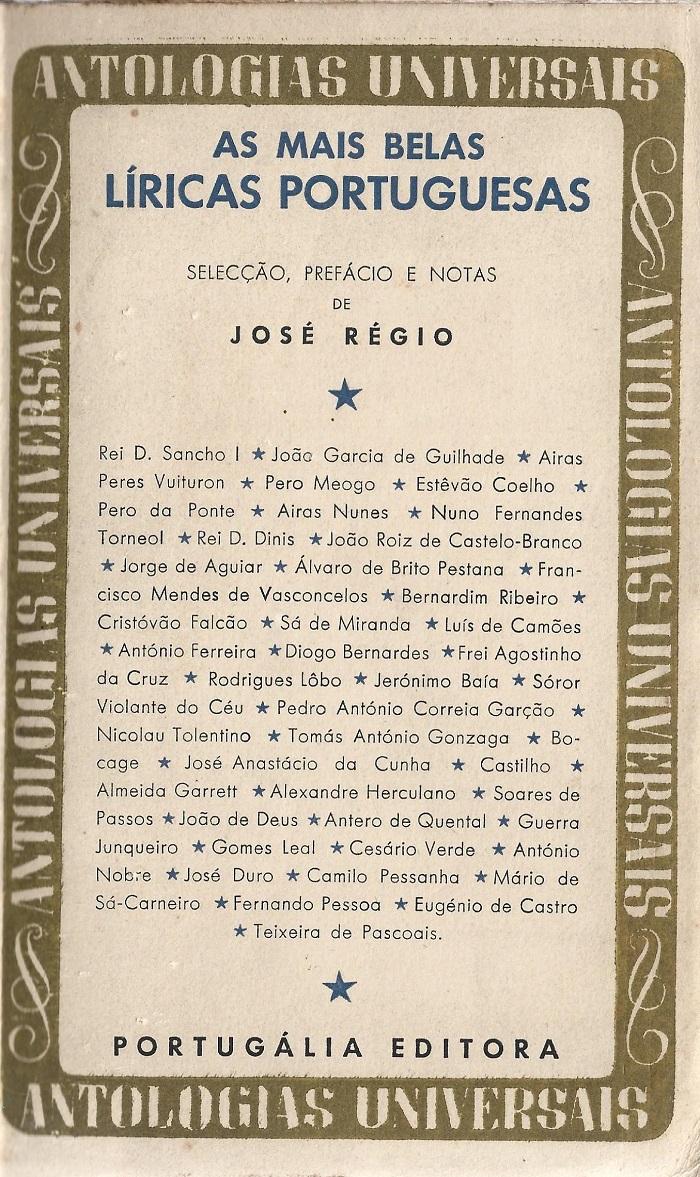 ANTOLOGIAS UNIVERSAIS
AS MAIS BELAS
LÍRICAS PORTUGUESAS
SELECÇÃO, PREFÁCIO E NOTAS
DE
JOSÉ RÉGIO
★
Rei D. Sancho I ★ João Garcia de Guilhade ★ Airas
Peres Vuituron ★ Pero Meogo ★ Estêvão Coelho ★
Pero da Ponte ★ Airas Nunes ★ Nuno Fernandes
Torneol ★ Rei D. Dinis ★ João Roiz de Castelo-Branco
★ Jorge de Aguiar ★ Álvaro de Brito Pestana ★ Fran-
cisco Mendes de Vasconcelos ★ Bernardim Ribeiro ★
Cristóvão Falcão ★ Sá de Miranda ★ Luís de Camões
★ António Ferreira ★ Diogo Bernardes ★ Frei Agostinho
da Cruz ★ Rodrigues Lôbo ★ Jerónimo Baía ★ Sóror
Violante do Céu ★ Pedro António Correia Garção ★
Nicolau Tolentino ★ Tomás António Gonzaga ★ Bo-
cage ★ José Anastácio da Cunha ★ Castilho ★
Almeida Garrett ★ Alexandre Herculano ★ Soares de
Passos ★ João de Deus ★ Antero de Quental ★ Guerra
Junqueiro ★ Gomes Leal ★ Cesário Verde ★ António
Nobre ★ José Duro ★ Camilo Pessanha ★ Mário de
Sá-Carneiro ★ Fernando Pessoa ★ Eugénio de Castro
★ Teixeira de Pascoais.
★
PORTUGÁLIA EDITORA
ANTOLOGIAS UNIVERSAIS
ANTOLOGIAS UNIVERSAIS
ANTOLOGIAS UNIVERSAIS